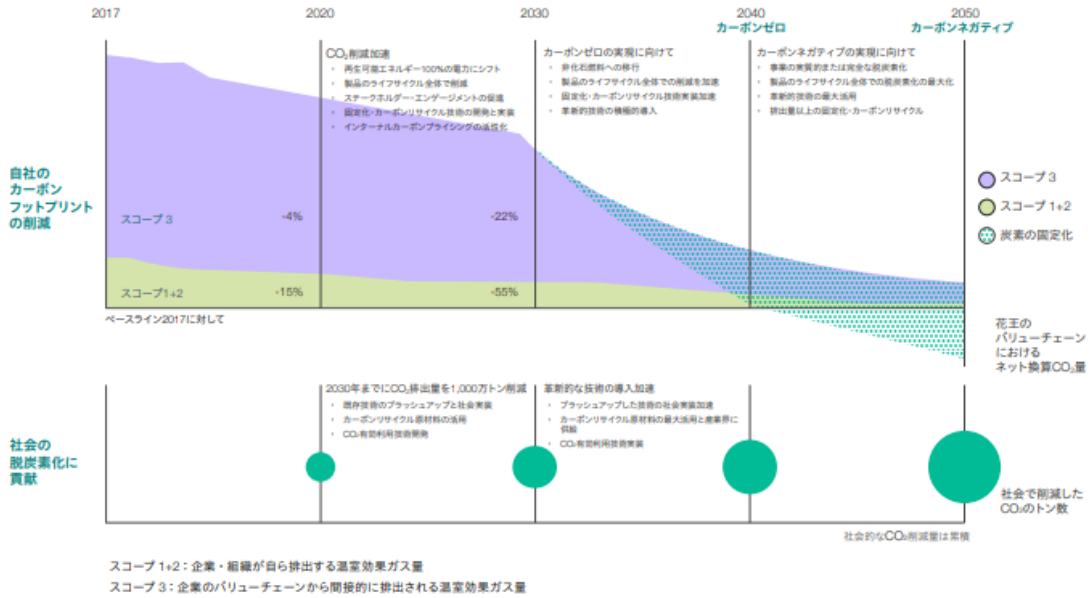 2017
2020
2030
2040
カーボンゼロ
2050
カーボンネガティブ
CO₂削減加速
・ 再生可能エネルギー100%の電力にシフト
・ 製品のライフサイクル全体で削減
・ ステークホルダー・エンゲージメントの促進
・ 固定化・カーボンリサイクル技術の開発と実装
・ インターナルカーボンプライシングの活性化
カーボンゼロの実現に向けて
・ 非化石燃料への移行
・ 製品のライフサイクル全体での削減を加速
・ 固定化・カーボンリサイクル技術実装加速
・ 革新的技術の積極的導入
カーボンネガティブの実現に向けて
・ 事業の実質的または完全な脱炭素化
・ 製品のライフサイクル全体での脱炭素化の最大化
・ 革新的技術の最大活用
・ 排出量以上の固定化・カーボンリサイクル
自社の
カーボン
フットプリント
の削減
スコープ 3
-4%
-22%
スコープ1+2
-15%
-55%
スコープ 3
スコープ 1+2
炭素の固定化
ベースライン2017に対して
花王の
バリューチェーン
における
ネット換算CO₂量
2030年までにCO₂排出量を1,000万トン削減
・ 既存技術のブラッシュアップと社会実装
・ カーボンリサイクル原材料の活用
・ CO₂有効利用技術開発
革新的な技術の導入加速
・ ブラッシュアップした技術の社会実装加速
・ カーボンリサイクル原材料の最大活用と産業界に
供給
・ CO₂有効利用技術実装
社会の
脱炭素化に
貢献
社会で削減した
CO₂のトン数
社会的なCO₂削減量は累積
スコープ 1+2：企業・組織が自ら排出する温室効果ガス量
スコープ 3：企業のバリューチェーンから間接的に排出される温室効果ガス量